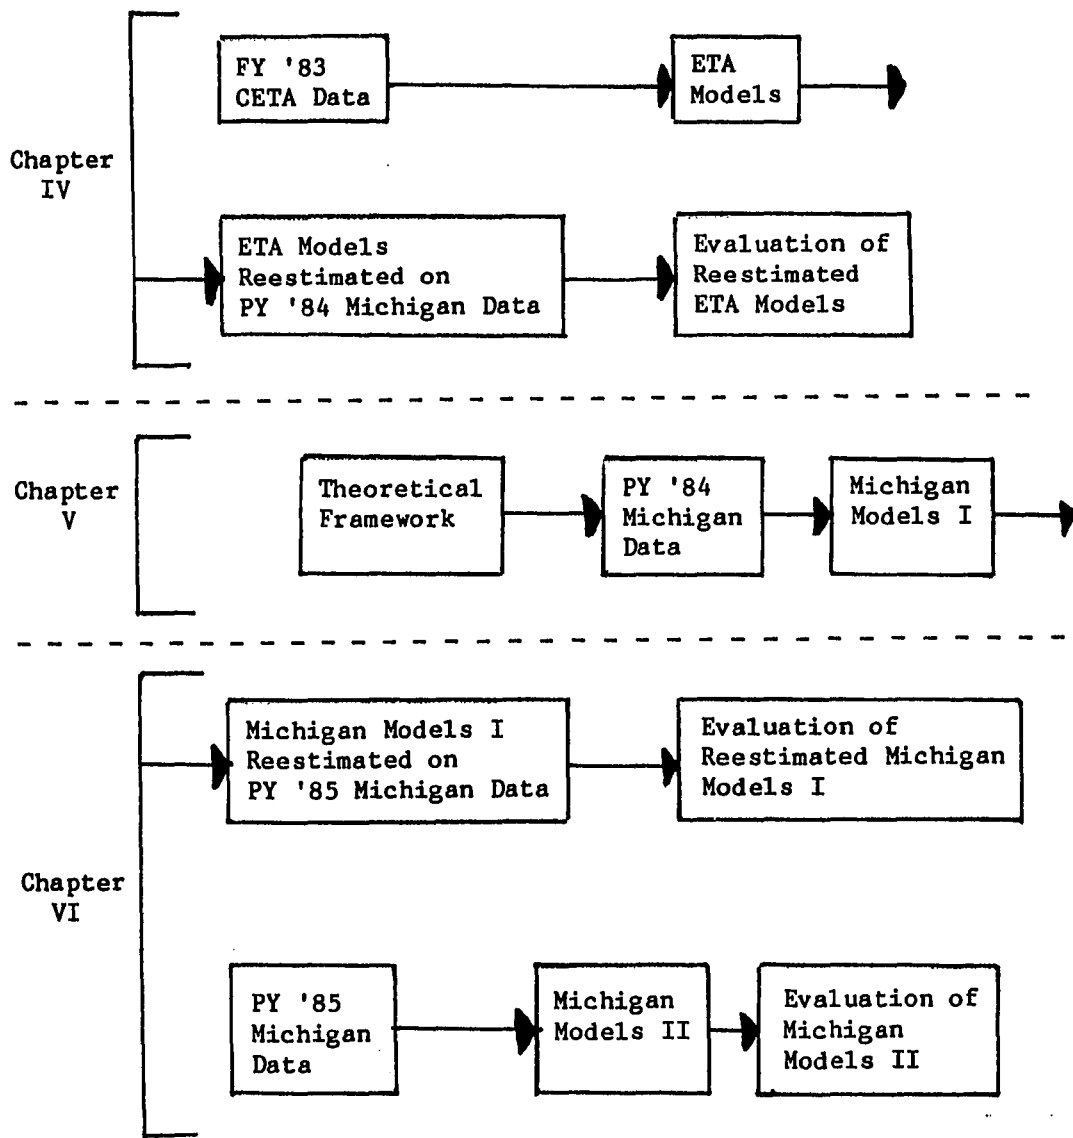 FY '83
CETA Data
ETA
Models
Chapter
IV
ETA Models
Reestimated on
PY '84 Michigan Data
Evaluation of
Reestimated
ETA Models
Chapter
V
Theoretical
Framework
PY '84
Michigan
Data
Michigan
Models I
Michigan Models I
Reestimated on
PY '85 Michigan Data
Evaluation of
Reestimated Michigan
Models I
Chapter
VI
PY '85
Michigan
Data
Michigan
Models II
Evaluation of
Michigan
Models II